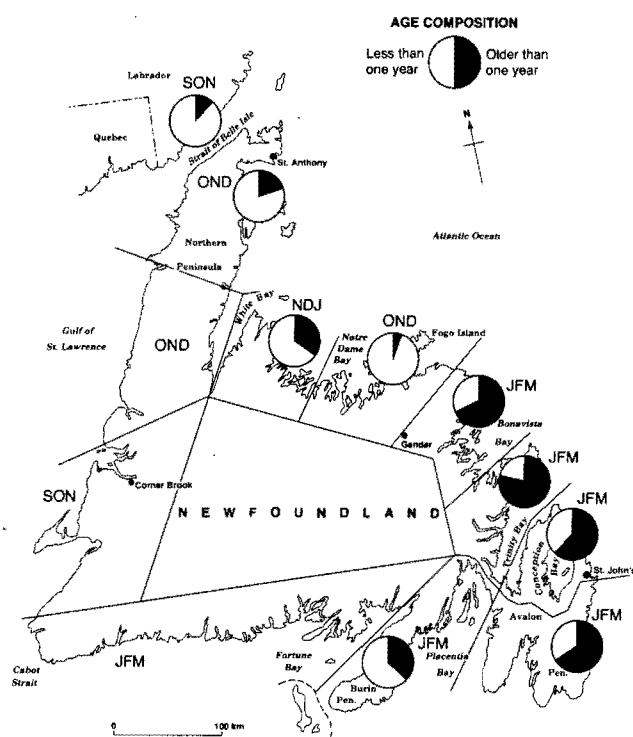 AGE COMPOSITION
Less than
one year
Older than
one year
N
Labrador
SON
Quebec
Strait of Belle Isle
St. Anthony
OND
Northern
Peninsula
Atlantic Ocean
Gulf of
St. Lawrence
OND
White Bay
NDJ
Notre
Dame
Bay
OND
Fogo Island
JFM
Gander
Bonavista
Bay
SON
Corner Brook
NEWFOUNDLAND
JFM
Trinity Bay
JFM
Conception
Bay
St. John's
Avalon
Pen.
JFM
Cabot
Strait
JFM
Fortune
Bay
JFM
Placentia
Bay
Burin
Pen.
0 100 km